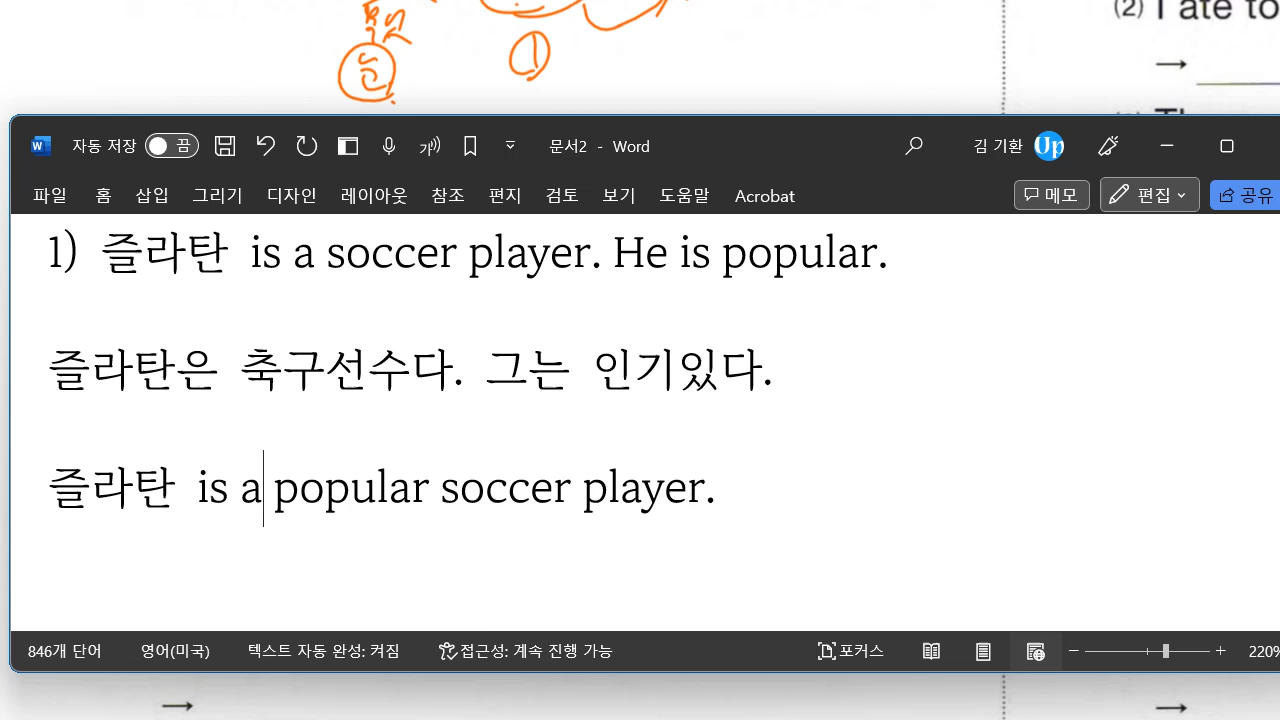 (2) I ate to
①
→
W 자동 저장 끔 가 문서2 - Word 김 기환 Up
파일 홈 삽입 그리기 디자인 레이아웃 참조 편지 검토 보기 도움말 Acrobat 메모 편집 공유
1) 즐라탄 is a soccer player. He is popular.
즐라탄은 축구선수다. 그는 인기있다.
즐라탄 is a popular soccer player.
846개 단어 영어(미국) 텍스트 자동 완성: 켜짐 접근성: 계속 진행 가능 포커스 − + 220%
→ →